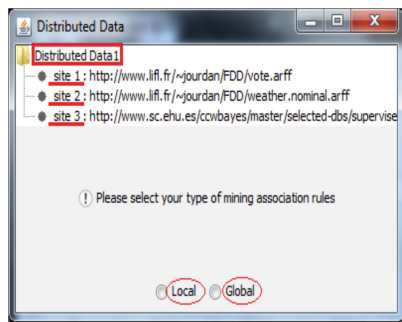 Distributed Data
Distributed Data1
site 1 : http://www.lifl.fr/~jourdan/FDD/vote.arff
site 2 : http://www.lifl.fr/~jourdan/FDD/weather.nominal.arff
site 3 : http://www.sc.ehu.es/ccwbayes/master/selected-dbs/supervise
Please select your type of mining association rules
Local Global